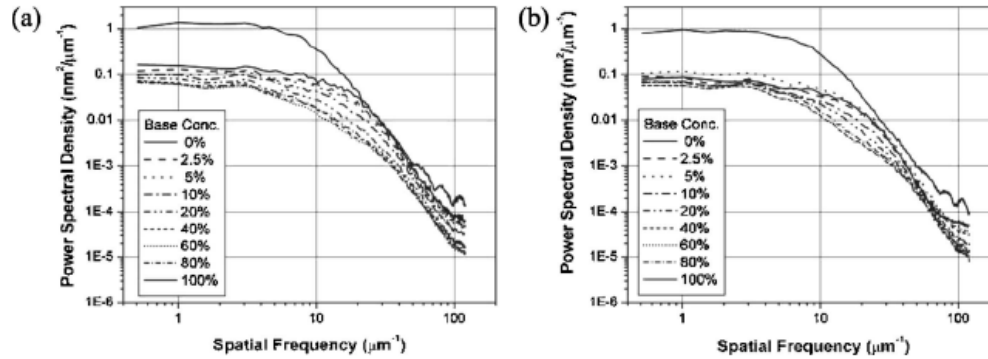 (a)
Power Spectral Density (nm²/μm⁻¹)
1
0.1
0.01
1E-3
1E-4
1E-5
1E-6
Base Conc.
0%
2.5%
5%
10%
20%
40%
60%
80%
100%
1 10 100
Spatial Frequency (μm⁻¹)
(b)
Power Spectral Density (nm²/μm⁻¹)
1
0.1
0.01
1E-3
1E-4
1E-5
1E-6
Base Conc.
0%
2.5%
5%
10%
20%
40%
60%
80%
100%
1 10 100
Spatial Frequency (μm⁻¹)